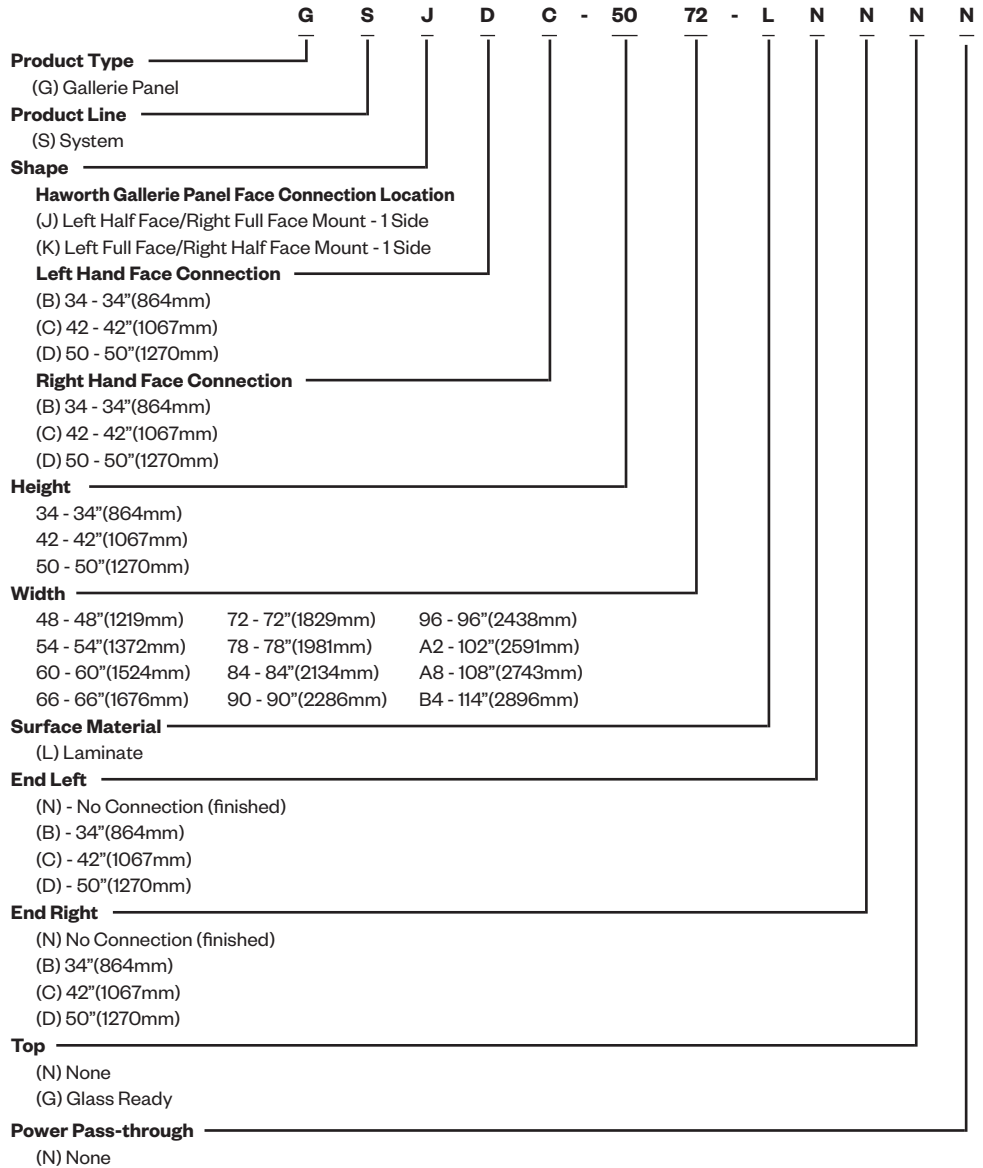 G S J D C - 50 72 - L N N N N
Product Type
(G) Gallerie Panel
Product Line
(S) System
Shape
Haworth Gallerie Panel Face Connection Location
(J) Left Half Face/Right Full Face Mount - 1 Side
(K) Left Full Face/Right Half Face Mount - 1 Side
Left Hand Face Connection
(B) 34 - 34”(864mm)
(C) 42 - 42”(1067mm)
(D) 50 - 50”(1270mm)
Right Hand Face Connection
(B) 34 - 34”(864mm)
(C) 42 - 42”(1067mm)
(D) 50 - 50”(1270mm)
Height
34 - 34”(864mm)
42 - 42”(1067mm)
50 - 50”(1270mm)
Width
48 - 48”(1219mm) 72 - 72”(1829mm) 96 - 96”(2438mm)
54 - 54”(1372mm) 78 - 78”(1981mm) A2 - 102”(2591mm)
60 - 60”(1524mm) 84 - 84”(2134mm) A8 - 108”(2743mm)
66 - 66”(1676mm) 90 - 90”(2286mm) B4 - 114”(2896mm)
Surface Material
(L) Laminate
End Left
(N) - No Connection (finished)
(B) - 34”(864mm)
(C) - 42”(1067mm)
(D) - 50”(1270mm)
End Right
(N) No Connection (finished)
(B) 34”(864mm)
(C) 42”(1067mm)
(D) 50”(1270mm)
Top
(N) None
(G) Glass Ready
Power Pass-through
(N) None